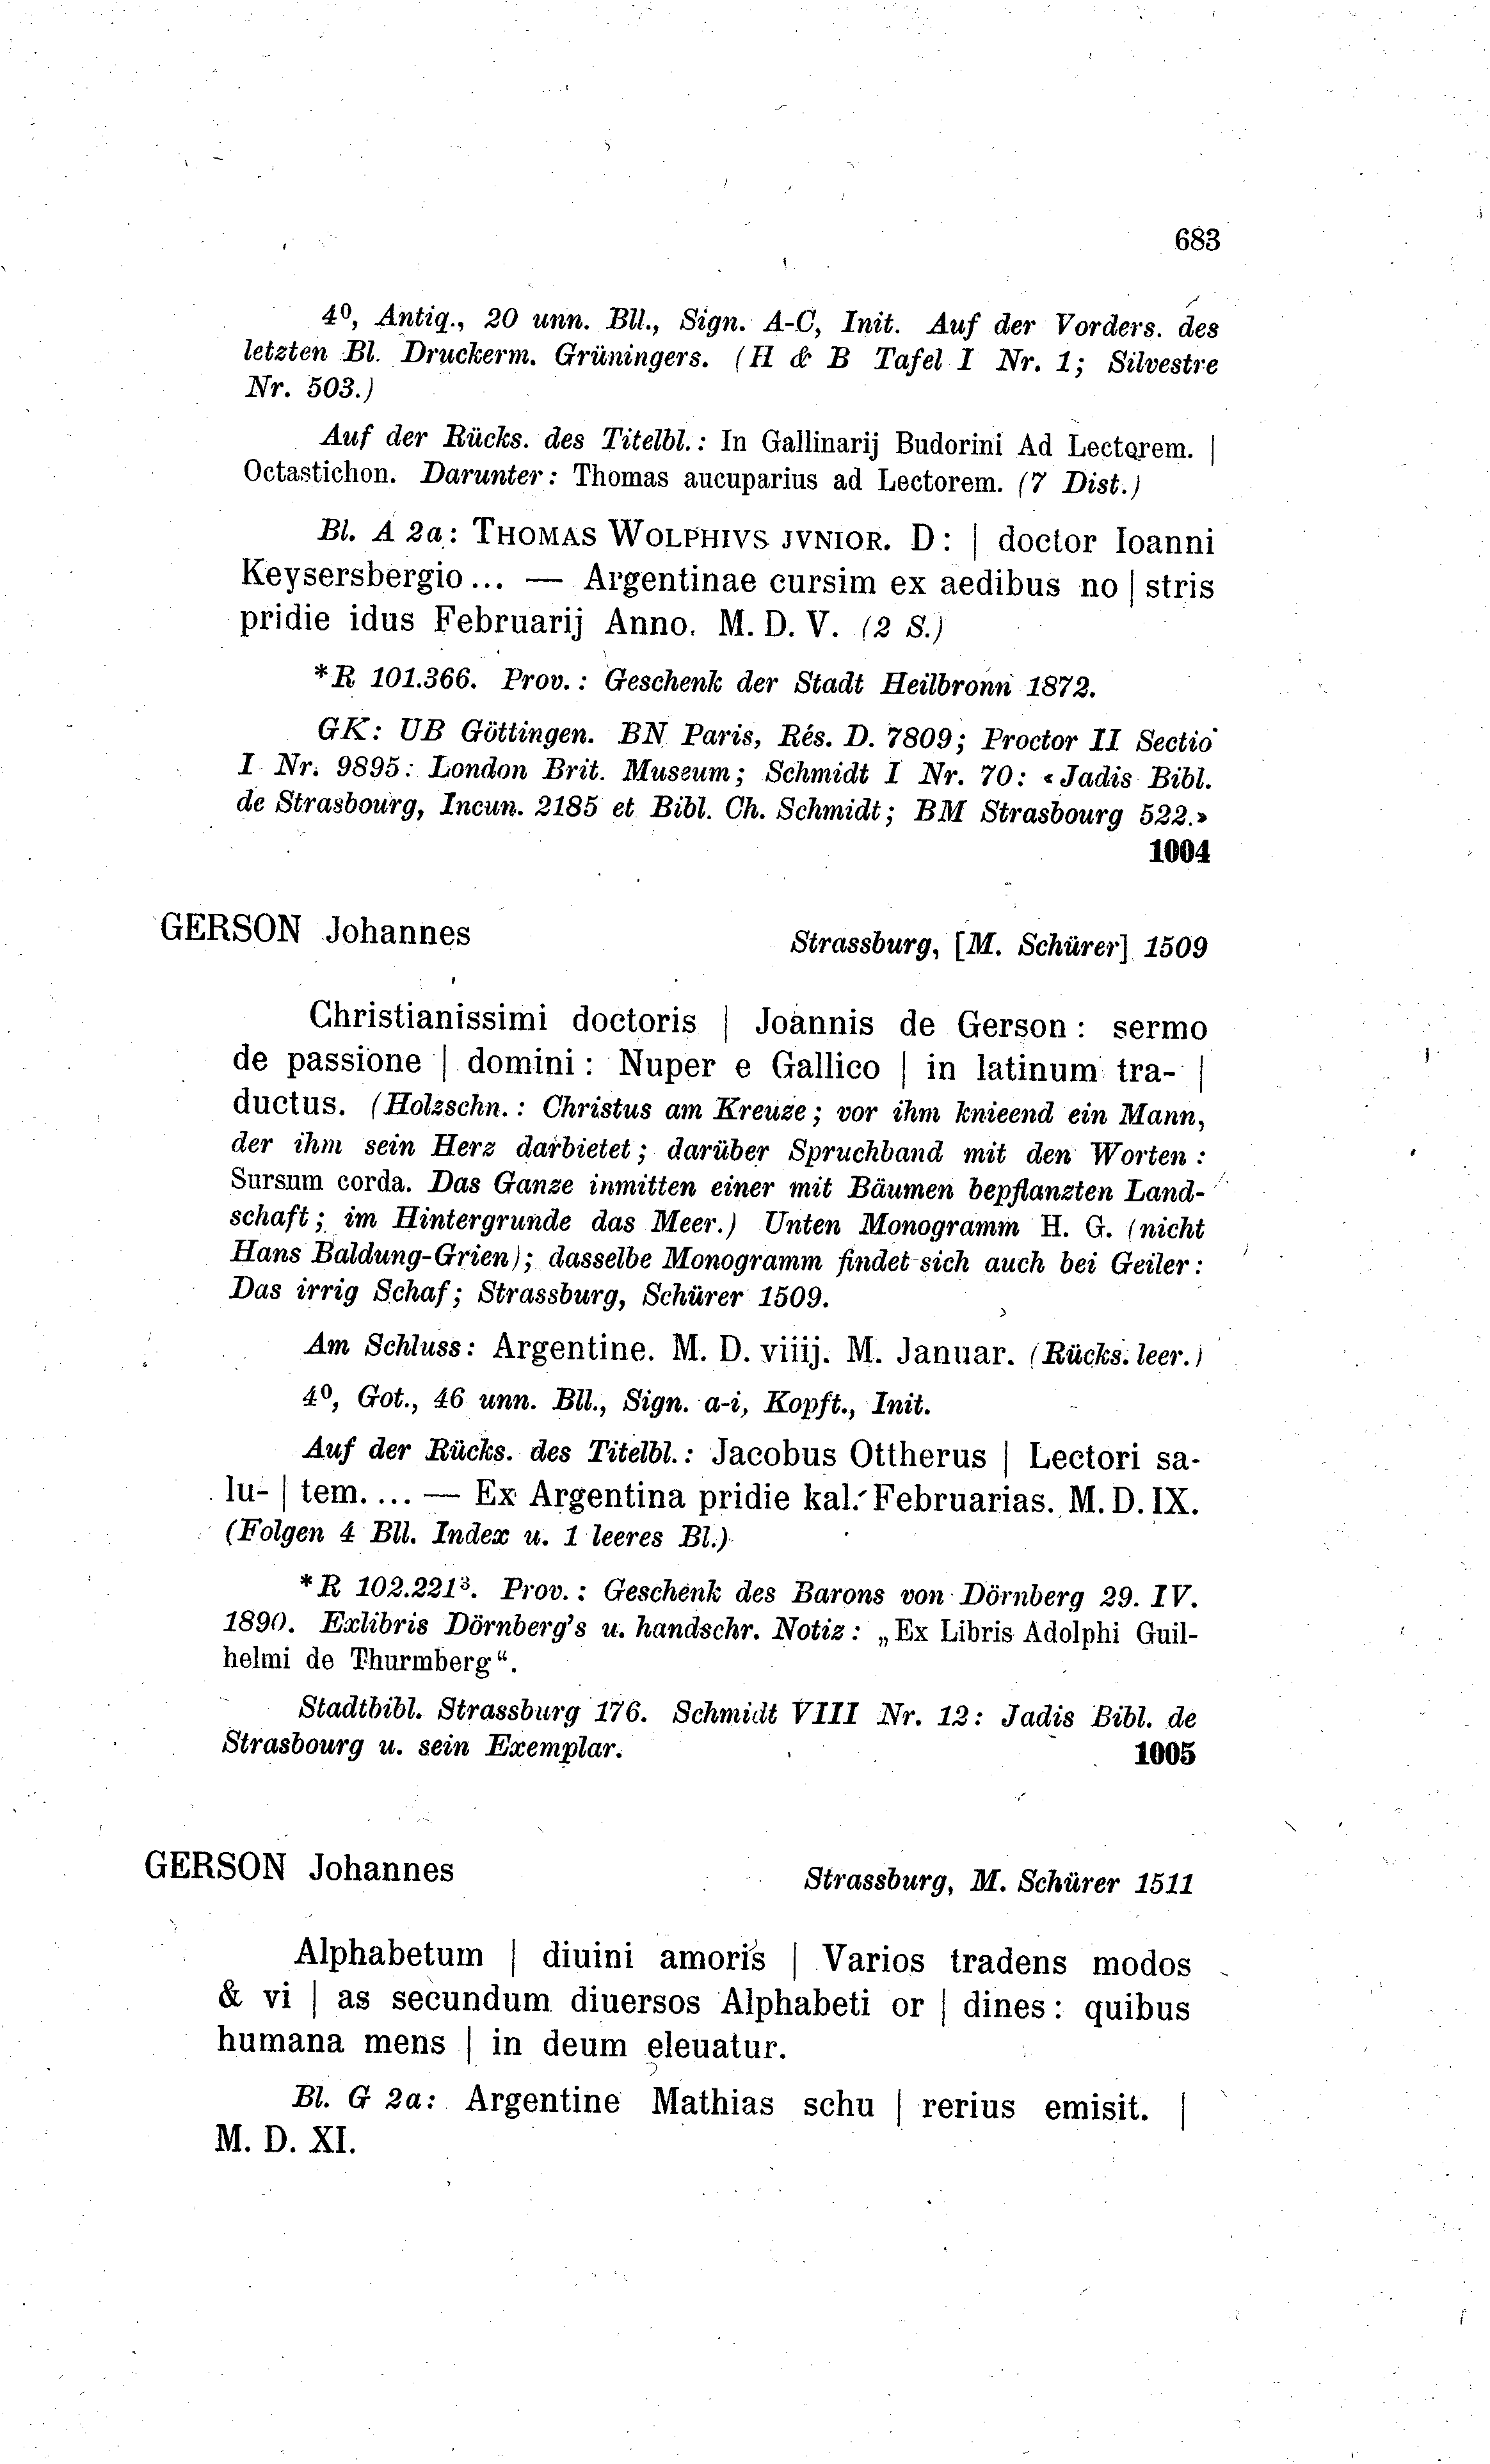 683
4⁰, Antiq., 20 unn. Bll., Sign. A-C, Init. Auf der Vorders. des
letzten Bl. Druckerm. Grüningers. (H & B Tafel I Nr. 1; Silvestre
Nr. 503.)
Auf der Rücks. des Titelbl.: In Gallinarij Budorini Ad Lectorem. |
Octastichon. Darunter: Thomas aucuparius ad Lectorem. (7 Dist.)
Bl. A 2a: THOMAS WOLPHIVS JVNIOR. D: | doctor Ioanni
Keysersbergio... — Argentinae cursim ex aedibus no | stris
pridie idus Februarij Anno. M. D. V. (2 S.)
* R 101.366. Prov.: Geschenk der Stadt Heilbronn 1872.
GK: UB Göttingen. BN Paris, Rés. D. 7809; Proctor II Sectio
I Nr. 9895: London Brit. Museum; Schmidt I Nr. 70: «Jadis Bibl.
de Strasbourg, Incun. 2185 et Bibl. Ch. Schmidt; BM Strasbourg 522.»
1004
GERSON Johannes
Strassburg, [M. Schürer] 1509
Christianissimi doctoris | Joannis de Gerson: sermo
de passione | domini: Nuper e Gallico | in latinum tra- |
ductus. (Holzschn.: Christus am Kreuze; vor ihm knieend ein Mann,
der ihm sein Herz darbietet; darüber Spruchband mit den Worten:
Sursum corda. Das Ganze inmitten einer mit Bäumen bepflanzten Land-
schaft; im Hintergrunde das Meer.) Unten Monogramm H. G. (nicht
Hans Baldung-Grien); dasselbe Monogramm findet sich auch bei Geiler:
Das irrig Schaf; Strassburg, Schürer 1509.
Am Schluss: Argentine. M. D. viiij. M. Januar. (Rücks. leer.)
4⁰, Got., 46 unn. Bll., Sign. a-i, Kopft., Init.
Auf der Rücks. des Titelbl.: Jacobus Ottherus | Lectori sa-
lu- | tem. ... — Ex Argentina pridie kal. Februarias. M. D. IX.
(Folgen 4 Bll. Index u. 1 leeres Bl.)
* R 102.221³. Prov.: Geschenk des Barons von Dörnberg 29. IV.
1890. Exlibris Dörnberg's u. handschr. Notiz: „Ex Libris Adolphi Guil-
helmi de Thurmberg“.
Stadtbibl. Strassburg 176. Schmidt VIII Nr. 12: Jadis Bibl. de
Strasbourg u. sein Exemplar.
1005
GERSON Johannes
Strassburg, M. Schürer 1511
Alphabetum | diuini amoris | Varios tradens modos
& vi | as secundum diuersos Alphabeti or | dines: quibus
humana mens | in deum eleuatur.
Bl. G 2a: Argentine Mathias schu | rerius emisit. |
M. D. XI.